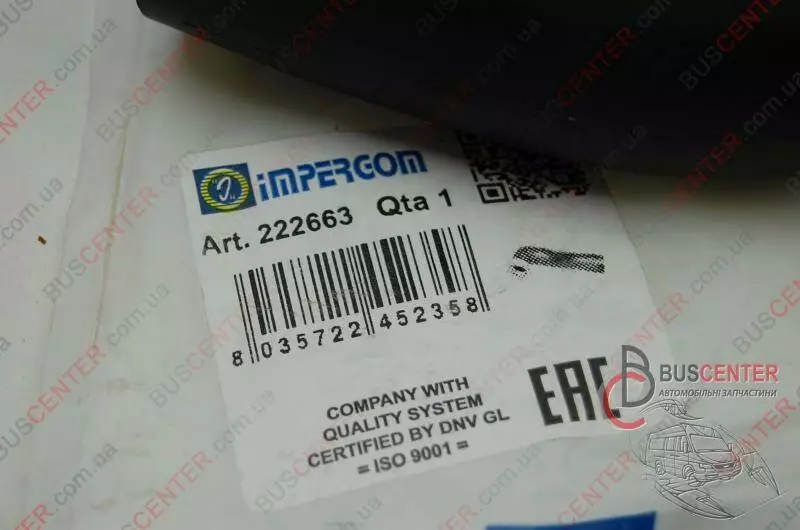 impergom
Art. 222663 Qta 1
8 035722 452358
COMPANY WITH
QUALITY SYSTEM
CERTIFIED BY DNV GL
= ISO 9001 =
EAC
BUSCENTER
АВТОМОБІЛЬНІ ЗАПЧАСТИНИ
BUSCENTER.com.ua